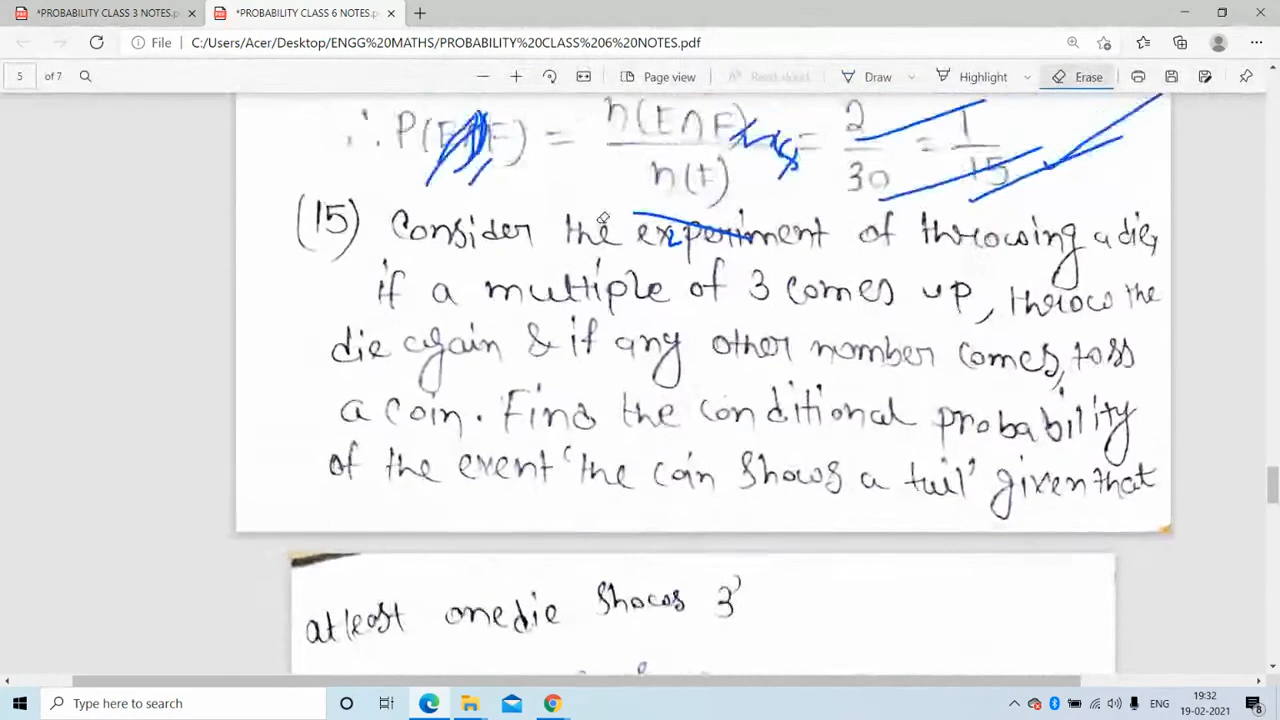 *PROBABILITY CLASS 3 NOTES.p
*PROBABILITY CLASS 6 NOTES.p
File
C:/Users/Acer/Desktop/ENGG%20MATHS/PROBABILITY%20CLASS%206%20NOTES.pdf
5 of 7
Page view
Read aloud
Draw
Highlight
Erase
∴ P(E∩F) = n(E∩F) / n(t) = 2/30 = 1/15
(15) Consider the experiment of throwing a die,
if a multiple of 3 comes up, throw the
die again & if any other number comes, toss
a coin. Find the conditional probability
of the event 'the coin shows a tail' given that
atleast one die shows 3'
Type here to search
ENG
19:32
19-02-2021
8